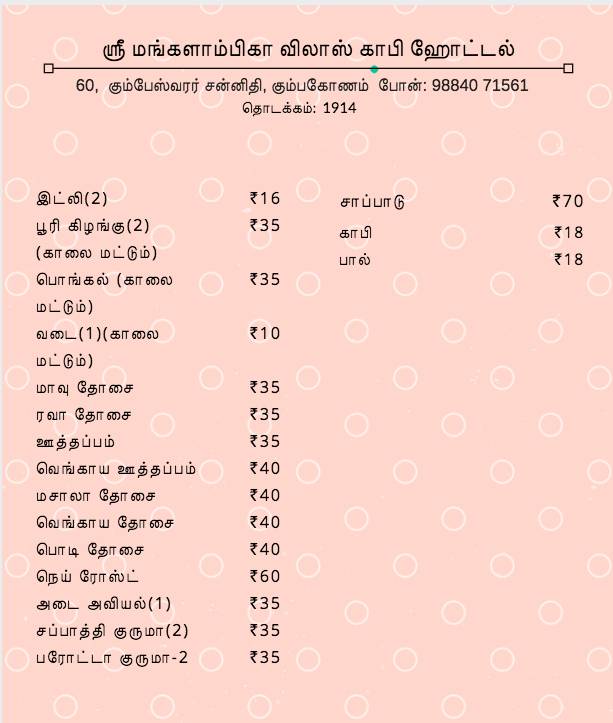 ஸ்ரீ மங்களாம்பிகா விலாஸ் காபி ஹோட்டல்
60, கும்பேஸ்வரர் சன்னிதி, கும்பகோணம் போன்: 98840 71561
தொடக்கம்: 1914
இட்லி(2) ₹16
பூரி கிழங்கு(2) ₹35
(காலை மட்டும்)
பொங்கல் (காலை ₹35
மட்டும்)
வடை(1)(காலை ₹10
மட்டும்)
மாவு தோசை ₹35
ரவா தோசை ₹35
ஊத்தப்பம் ₹35
வெங்காய ஊத்தப்பம் ₹40
மசாலா தோசை ₹40
வெங்காய தோசை ₹40
பொடி தோசை ₹40
நெய் ரோஸ்ட் ₹60
அடை அவியல்(1) ₹35
சப்பாத்தி குருமா(2) ₹35
பரோட்டா குருமா-2 ₹35
சாப்பாடு ₹70
காபி ₹18
பால் ₹18